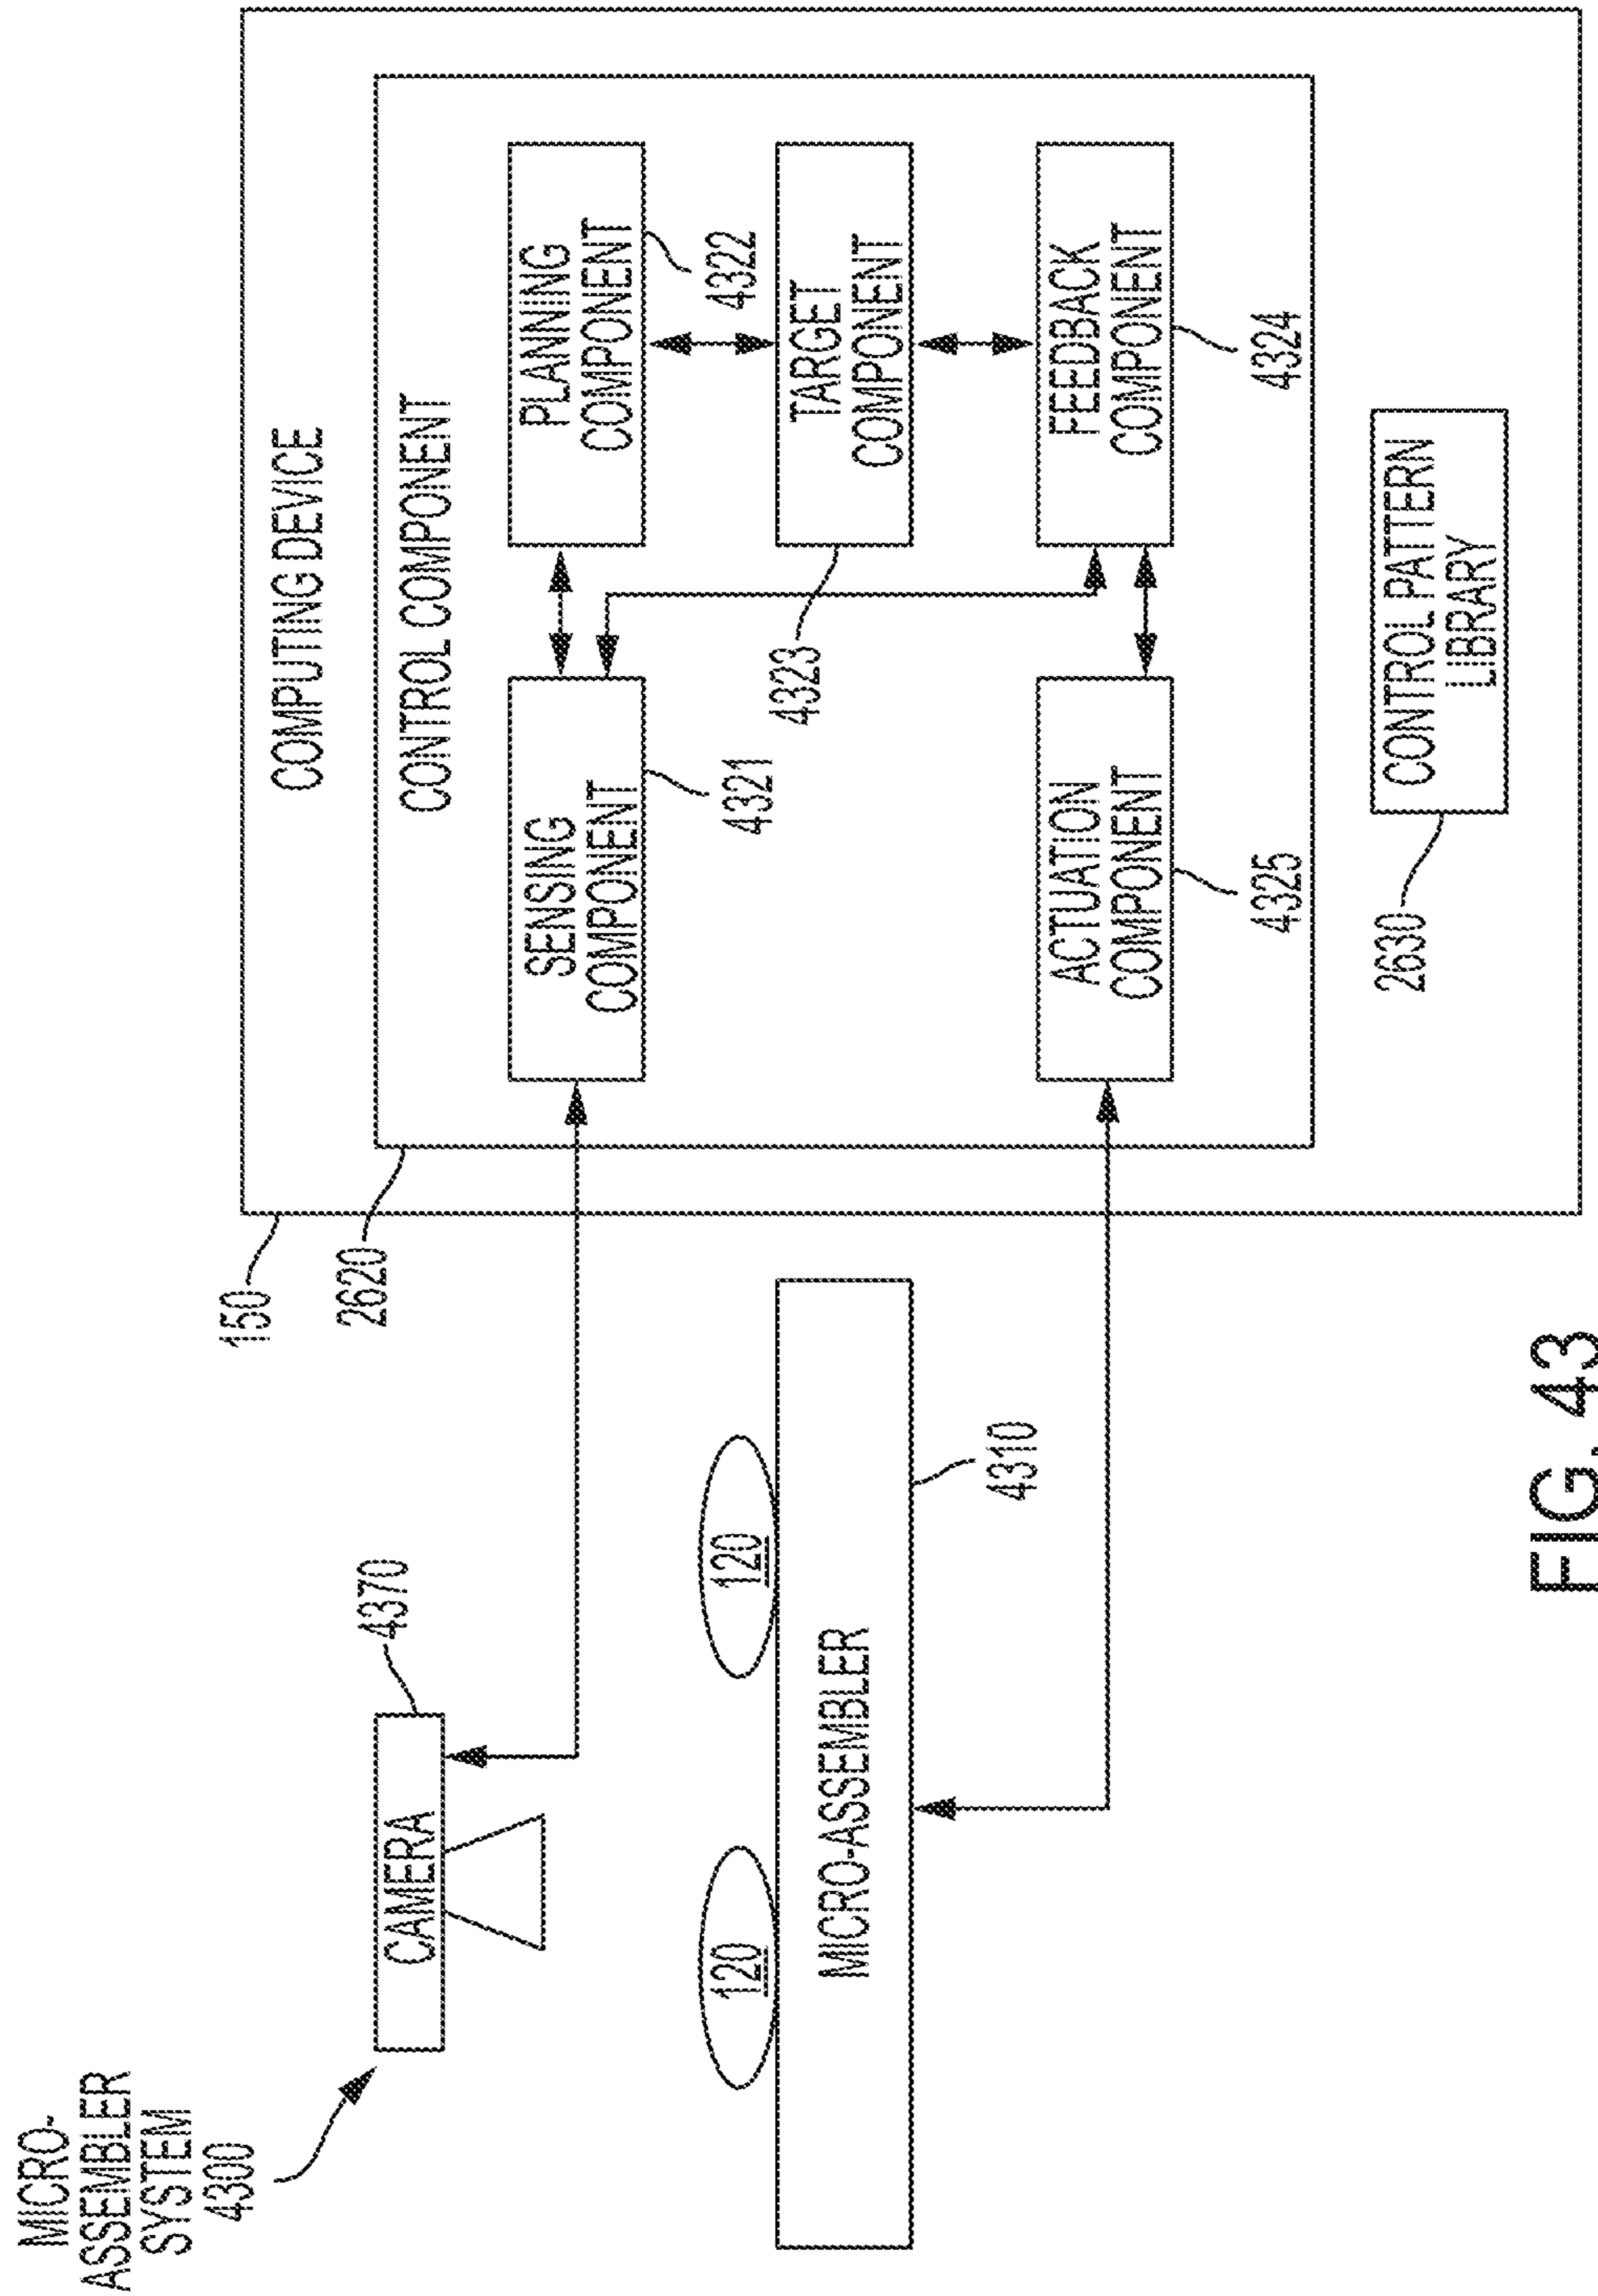 MICRO-
ASSEMBLER
SYSTEM
4300
CAMERA
4370
120
120
MICRO-ASSEMBLER
4310
150
2620
COMPUTING DEVICE
CONTROL COMPONENT
SENSING
COMPONENT
4321
PLANNING
COMPONENT
4322
TARGET
COMPONENT
4323
ACTUATION
COMPONENT
4325
FEEDBACK
COMPONENT
4324
CONTROL PATTERN
LIBRARY
2630
FIG. 43